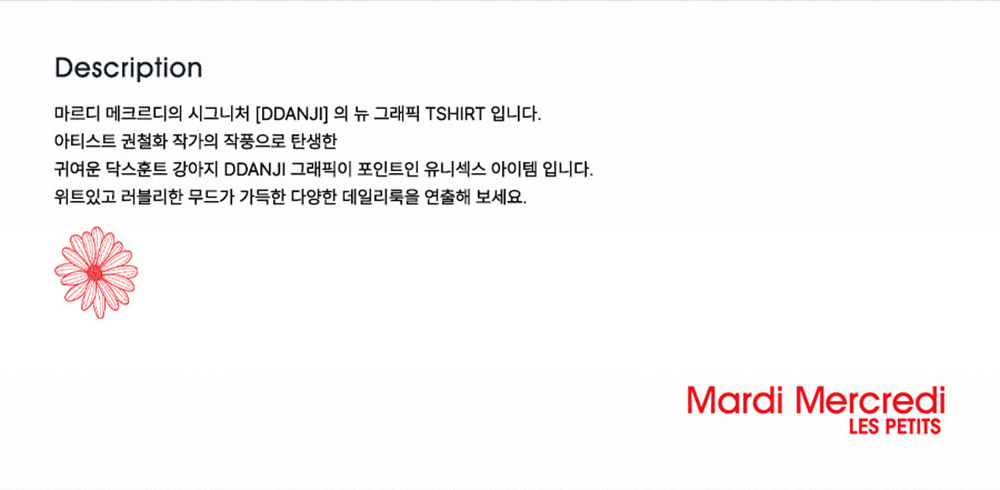 Description
마르디 메크르디의 시그니처 [DDANJI] 의 뉴 그래픽 TSHIRT 입니다.
아티스트 권철화 작가의 작풍으로 탄생한
귀여운 닥스훈트 강아지 DDANJI 그래픽이 포인트인 유니섹스 아이템 입니다.
위트있고 러블리한 무드가 가득한 다양한 데일리룩을 연출해 보세요.
Mardi Mercredi
LES PETITS